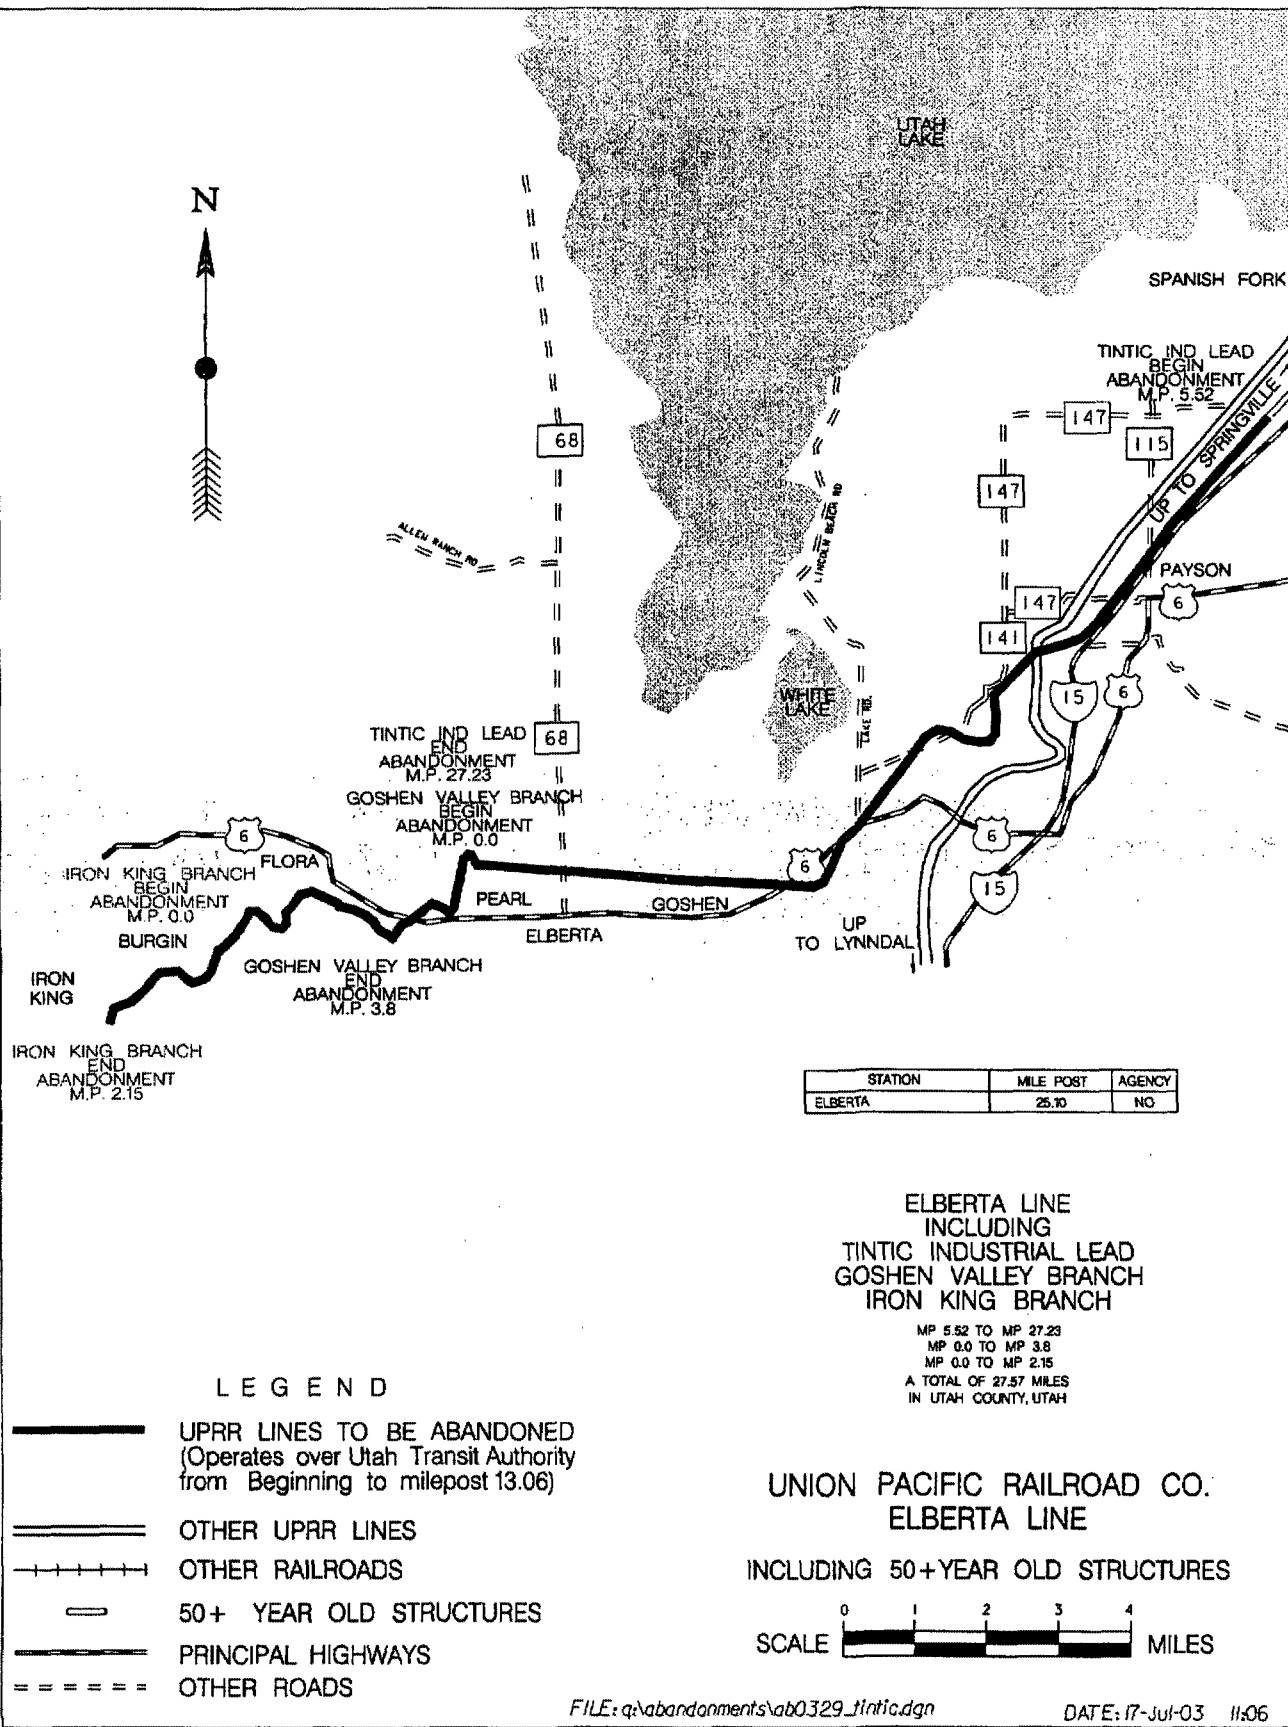 UTAH
LAKE
N
SPANISH FORK
TINTIC IND LEAD
BEGIN
ABANDONMENT
M.P. 5.52
UP TO SPRINGVILLE
147
115
68
147
ALLEN RANCH RD
LINCOLN BEACH RD
PAYSON
6
147
141
15
6
WHITE
LAKE
LAKE RD.
TINTIC IND LEAD
END
ABANDONMENT
M.P. 27.23
68
GOSHEN VALLEY BRANCH
BEGIN
ABANDONMENT
M.P. 0.0
6
FLORA
6
6
15
IRON KING BRANCH
BEGIN
ABANDONMENT
M.P. 0.0
PEARL
GOSHEN
BURGIN
ELBERTA
UP
TO LYNNDAL
IRON
KING
GOSHEN VALLEY BRANCH
END
ABANDONMENT
M.P. 3.8
IRON KING BRANCH
END
ABANDONMENT
M.P. 2.15
STATION MILE POST AGENCY
ELBERTA 25.10 NO
ELBERTA LINE
INCLUDING
TINTIC INDUSTRIAL LEAD
GOSHEN VALLEY BRANCH
IRON KING BRANCH
MP 5.52 TO MP 27.23
MP 0.0 TO MP 3.8
MP 0.0 TO MP 2.15
A TOTAL OF 27.57 MILES
IN UTAH COUNTY, UTAH
LEGEND
UPRR LINES TO BE ABANDONED
(Operates over Utah Transit Authority
from Beginning to milepost 13.06)
OTHER UPRR LINES
OTHER RAILROADS
50+ YEAR OLD STRUCTURES
PRINCIPAL HIGHWAYS
OTHER ROADS
UNION PACIFIC RAILROAD CO.
ELBERTA LINE
INCLUDING 50+YEAR OLD STRUCTURES
0 1 2 3 4
SCALE MILES
FILE: q:\abandonments\ab0329_tintic.dgn
DATE: 17-Jul-03 11:06